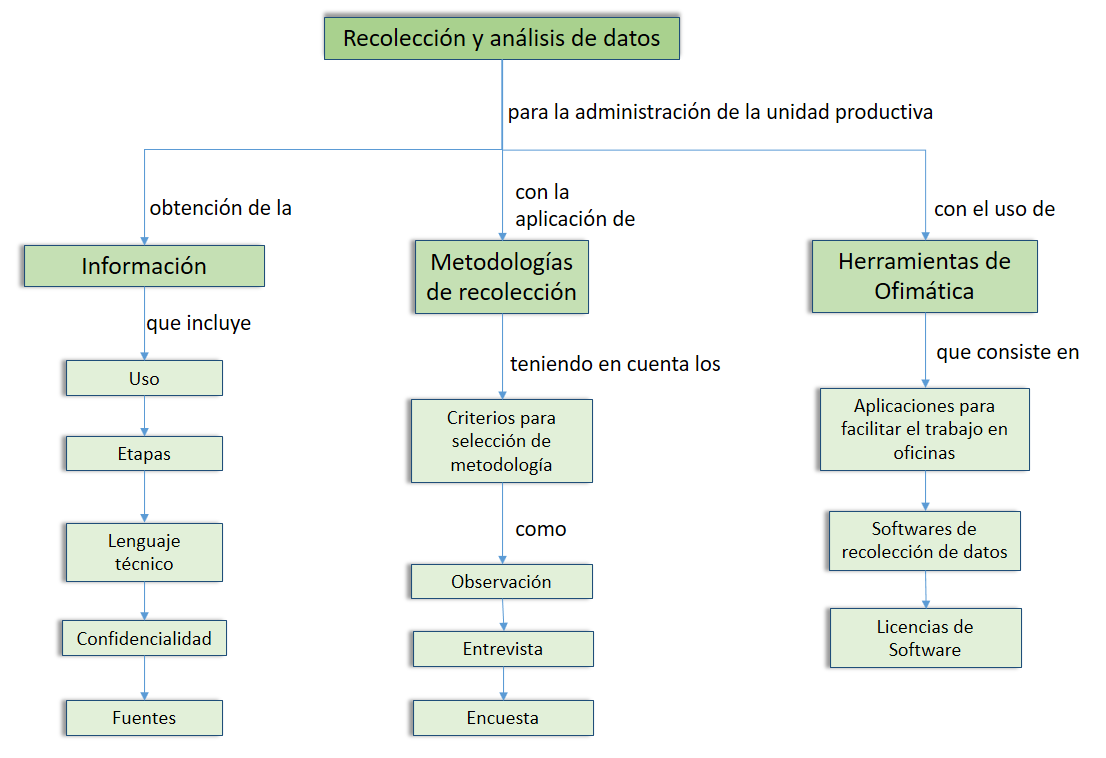 Recolección y análisis de datos
para la administración de la unidad productiva
obtención de la
con la
aplicación de
con el uso de
Información
Metodologías
de recolección
Herramientas de
Ofimática
que incluye
teniendo en cuenta los
que consiste en
Uso
Criterios para
selección de
metodología
Aplicaciones para
facilitar el trabajo en
oficinas
Etapas
como
Softwares de
recolección de datos
Lenguaje
técnico
Observación
Licencias de
Software
Confidencialidad
Entrevista
Fuentes
Encuesta